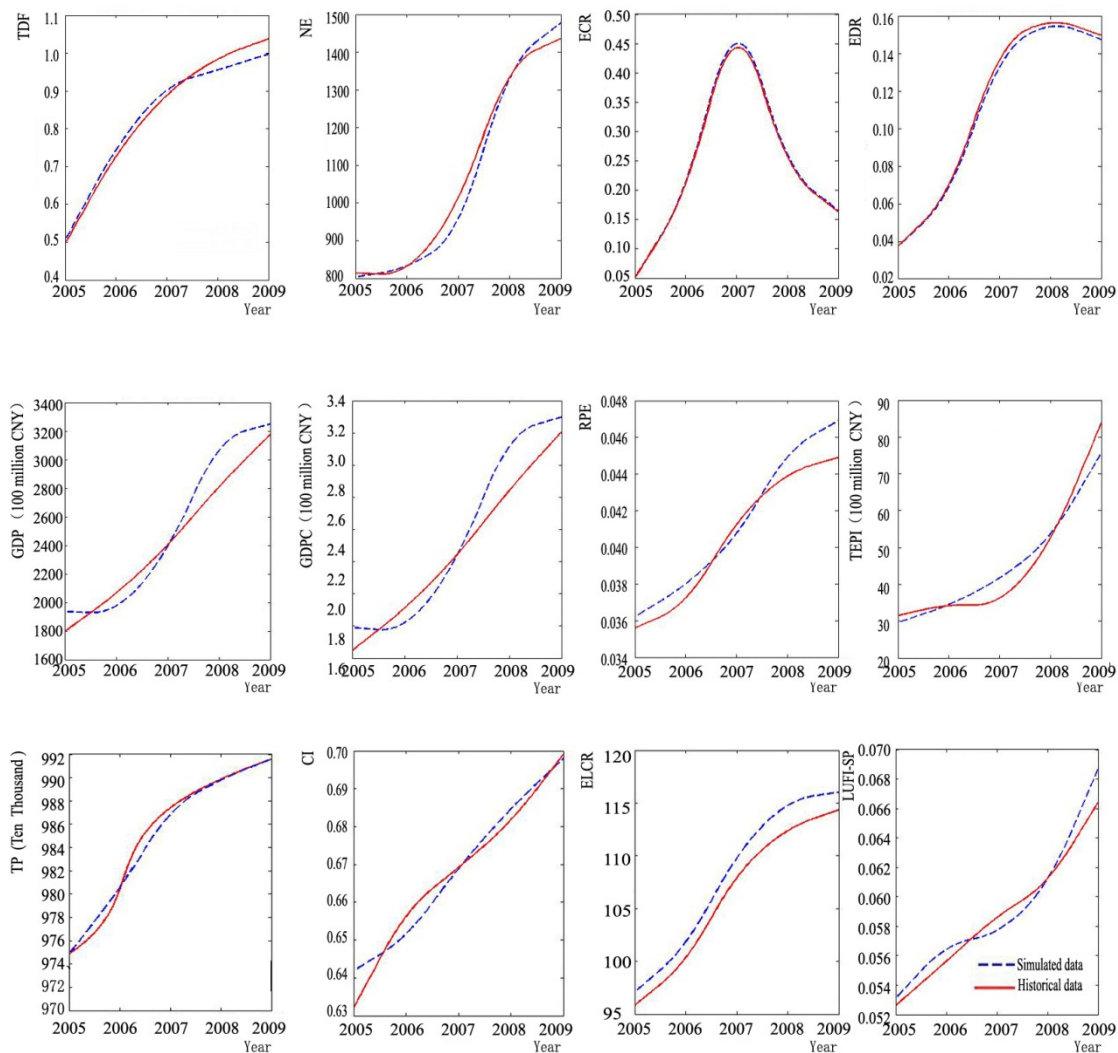 TDF
1.1
1.0
0.9
0.8
0.7
0.6
0.5
0.4
2005 2006 2007 2008 2009
Year
NE
1500
1400
1300
1400
1100
1000
900
800
2005 2006 2007 2008 2009
Year
ECR
0.50
0.45
0.40
0.35
0.30
0.25
0.20
0.15
0.10
0.05
2005 2006 2007 2008 2009
Year
EDR
0.16
0.14
0.12
0.10
0.08
0.06
0.04
0.02
2005 2006 2007 2008 2009
Year
GDP (100 million CNY)
3400
3200
3000
2800
2600
2400
2200
2000
1800
1600
2005 2006 2007 2008 2009
Year
GDPC (100 million CNY)
3.4
3.2
3.0
2.8
2.6
2.4
2.2
2.0
1.8
1.6
2005 2006 2007 2008 2009
Year
RPE
0.048
0.046
0.044
0.042
0.040
0.038
0.036
0.034
2005 2006 2007 2008 2009
Year
TEPI (100 million CNY)
90
80
70
60
50
40
30
20
2005 2006 2007 2008 2009
Year
TP (Ten Thousand)
992
990
988
986
984
982
980
975
976
974
972
970
2005 2006 2007 2008 2009
Year
CI
0.70
0.69
0.68
0.67
0.66
0.65
0.64
0.63
2005 2006 2007 2008 2009
Year
ELCR
120
115
110
105
100
95
2005 2006 2007 2008 2009
Year
LUFI-SP
0.070
0.068
0.066
0.064
0.062
0.060
0.058
0.056
0.054
0.052
Simulated data
Historical data
2005 2006 2007 2008 2009
Year